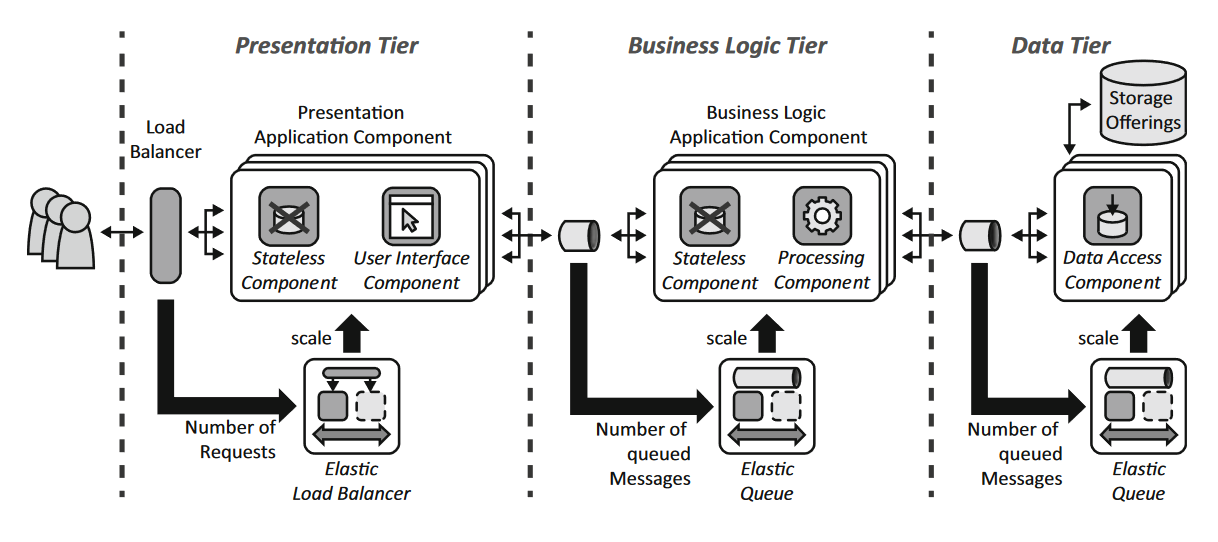 Presentation Tier
Business Logic Tier
Data Tier
Load
Balancer
Presentation
Application Component
Stateless
Component
User Interface
Component
scale
Number of
Requests
Elastic
Load Balancer
Business Logic
Application Component
Stateless
Component
Processing
Component
scale
Number of
queued
Messages
Elastic
Queue
Storage
Offerings
Data Access
Component
scale
Number of
queued
Messages
Elastic
Queue